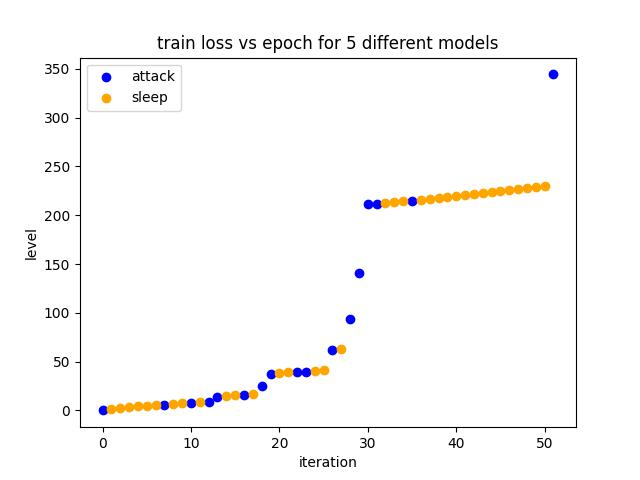 train loss vs epoch for 5 different models
attack
sleep
350
300
250
200
150
100
50
0
level
0 10 20 30 40 50
iteration